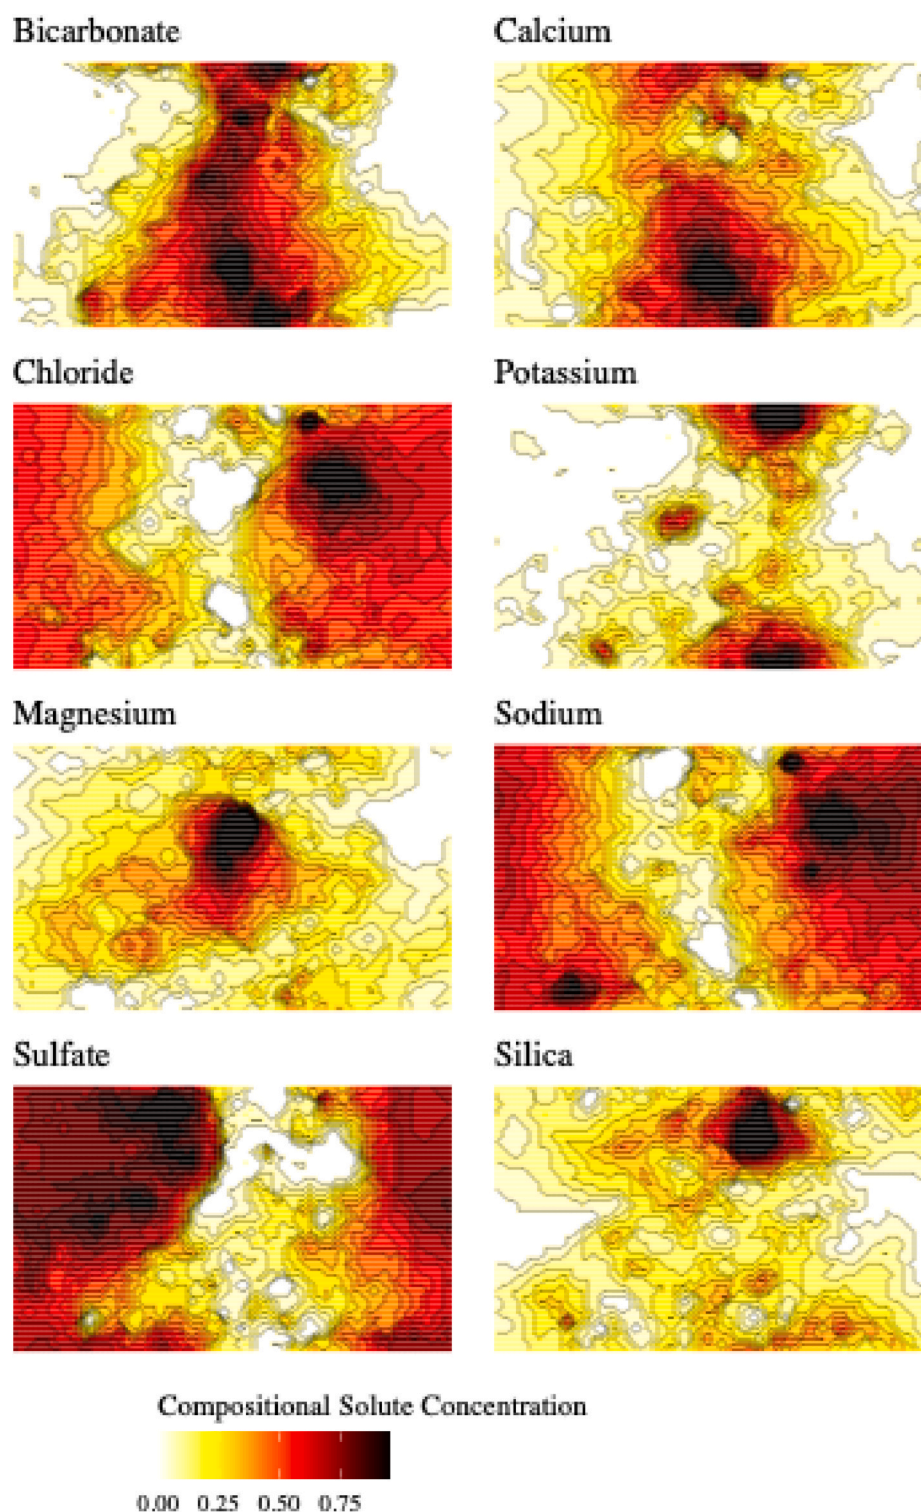 Bicarbonate
Calcium
Chloride
Potassium
Magnesium
Sodium
Sulfate
Silica
Compositional Solute Concentration
0.00 0.25 0.50 0.75